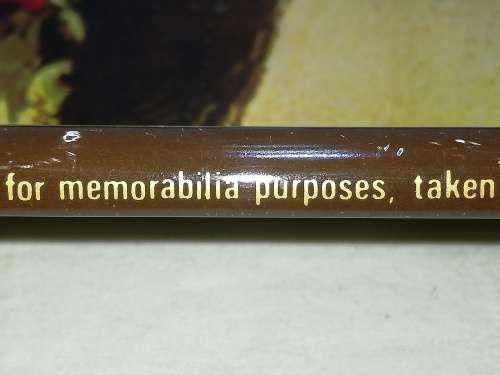 for memorabilia purposes, taken